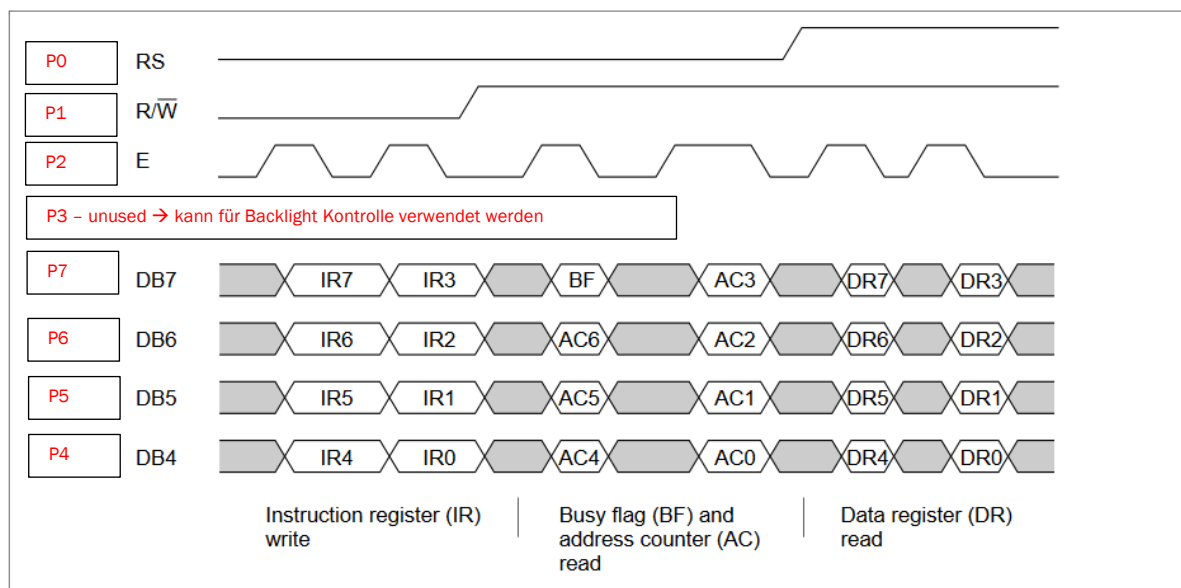 P0 RS
P1 R/W̅
P2 E
P3 – unused → kann für Backlight Kontrolle verwendet werden
P7 DB7 IR7 IR3 BF AC3 DR7 DR3
P6 DB6 IR6 IR2 AC6 AC2 DR6 DR2
P5 DB5 IR5 IR1 AC5 AC1 DR5 DR1
P4 DB4 IR4 IR0 AC4 AC0 DR4 DR0
Instruction register (IR)
write
Busy flag (BF) and
address counter (AC)
read
Data register (DR)
read